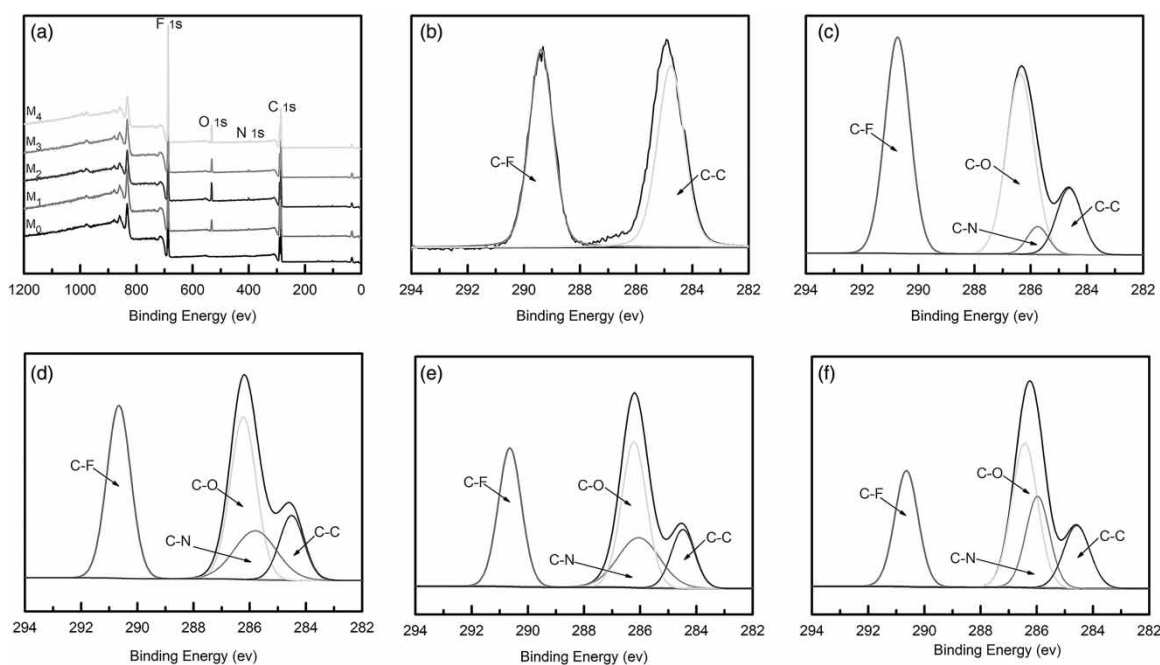 (a)
F 1s
O 1s
N 1s
C 1s
M4
M3
M2
M1
M0
1200 1000 800 600 400 200 0
Binding Energy (ev)
(b)
C-F
C-C
294 292 290 288 286 284 282
Binding Energy (ev)
(c)
C-F
C-O
C-N
C-C
294 292 290 288 286 284 282
Binding Energy (ev)
(d)
C-F
C-O
C-N
C-C
294 292 290 288 286 284 282
Binding Energy (ev)
(e)
C-F
C-O
C-N
C-C
294 292 290 288 286 284 282
Binding Energy (ev)
(f)
C-F
C-O
C-N
C-C
294 292 290 288 286 284 282
Binding Energy (ev)